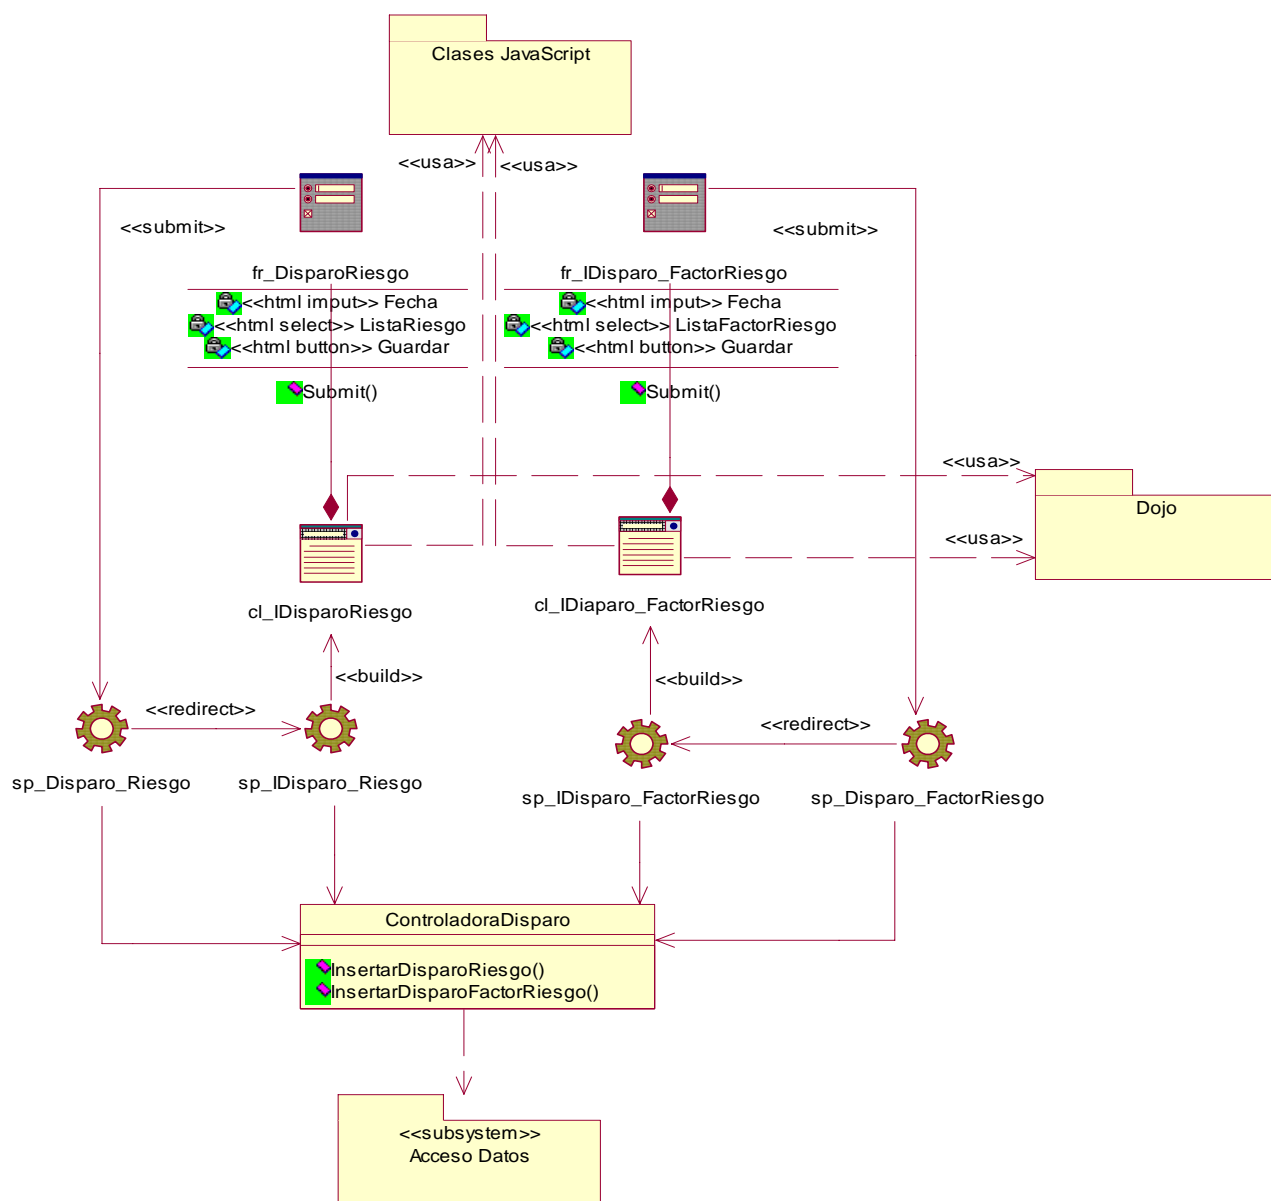 Clases JavaScript
<<usa>> <<usa>>
<<submit>> <<submit>>
fr_DisparoRiesgo
<<html imput>> Fecha
<<html select>> ListaRiesgo
<<html button>> Guardar
Submit()
fr_IDisparo_FactorRiesgo
<<html imput>> Fecha
<<html select>> ListaFactorRiesgo
<<html button>> Guardar
Submit()
<<usa>>
Dojo
<<usa>>
cl_IDisparoRiesgo
cl_IDiaparo_FactorRiesgo
<<build>> <<build>>
<<redirect>> <<redirect>>
sp_Disparo_Riesgo
sp_IDisparo_Riesgo
sp_IDisparo_FactorRiesgo
sp_Disparo_FactorRiesgo
ControladoraDisparo
InsertarDisparoRiesgo()
InsertarDisparoFactorRiesgo()
<<subsystem>>
Acceso Datos